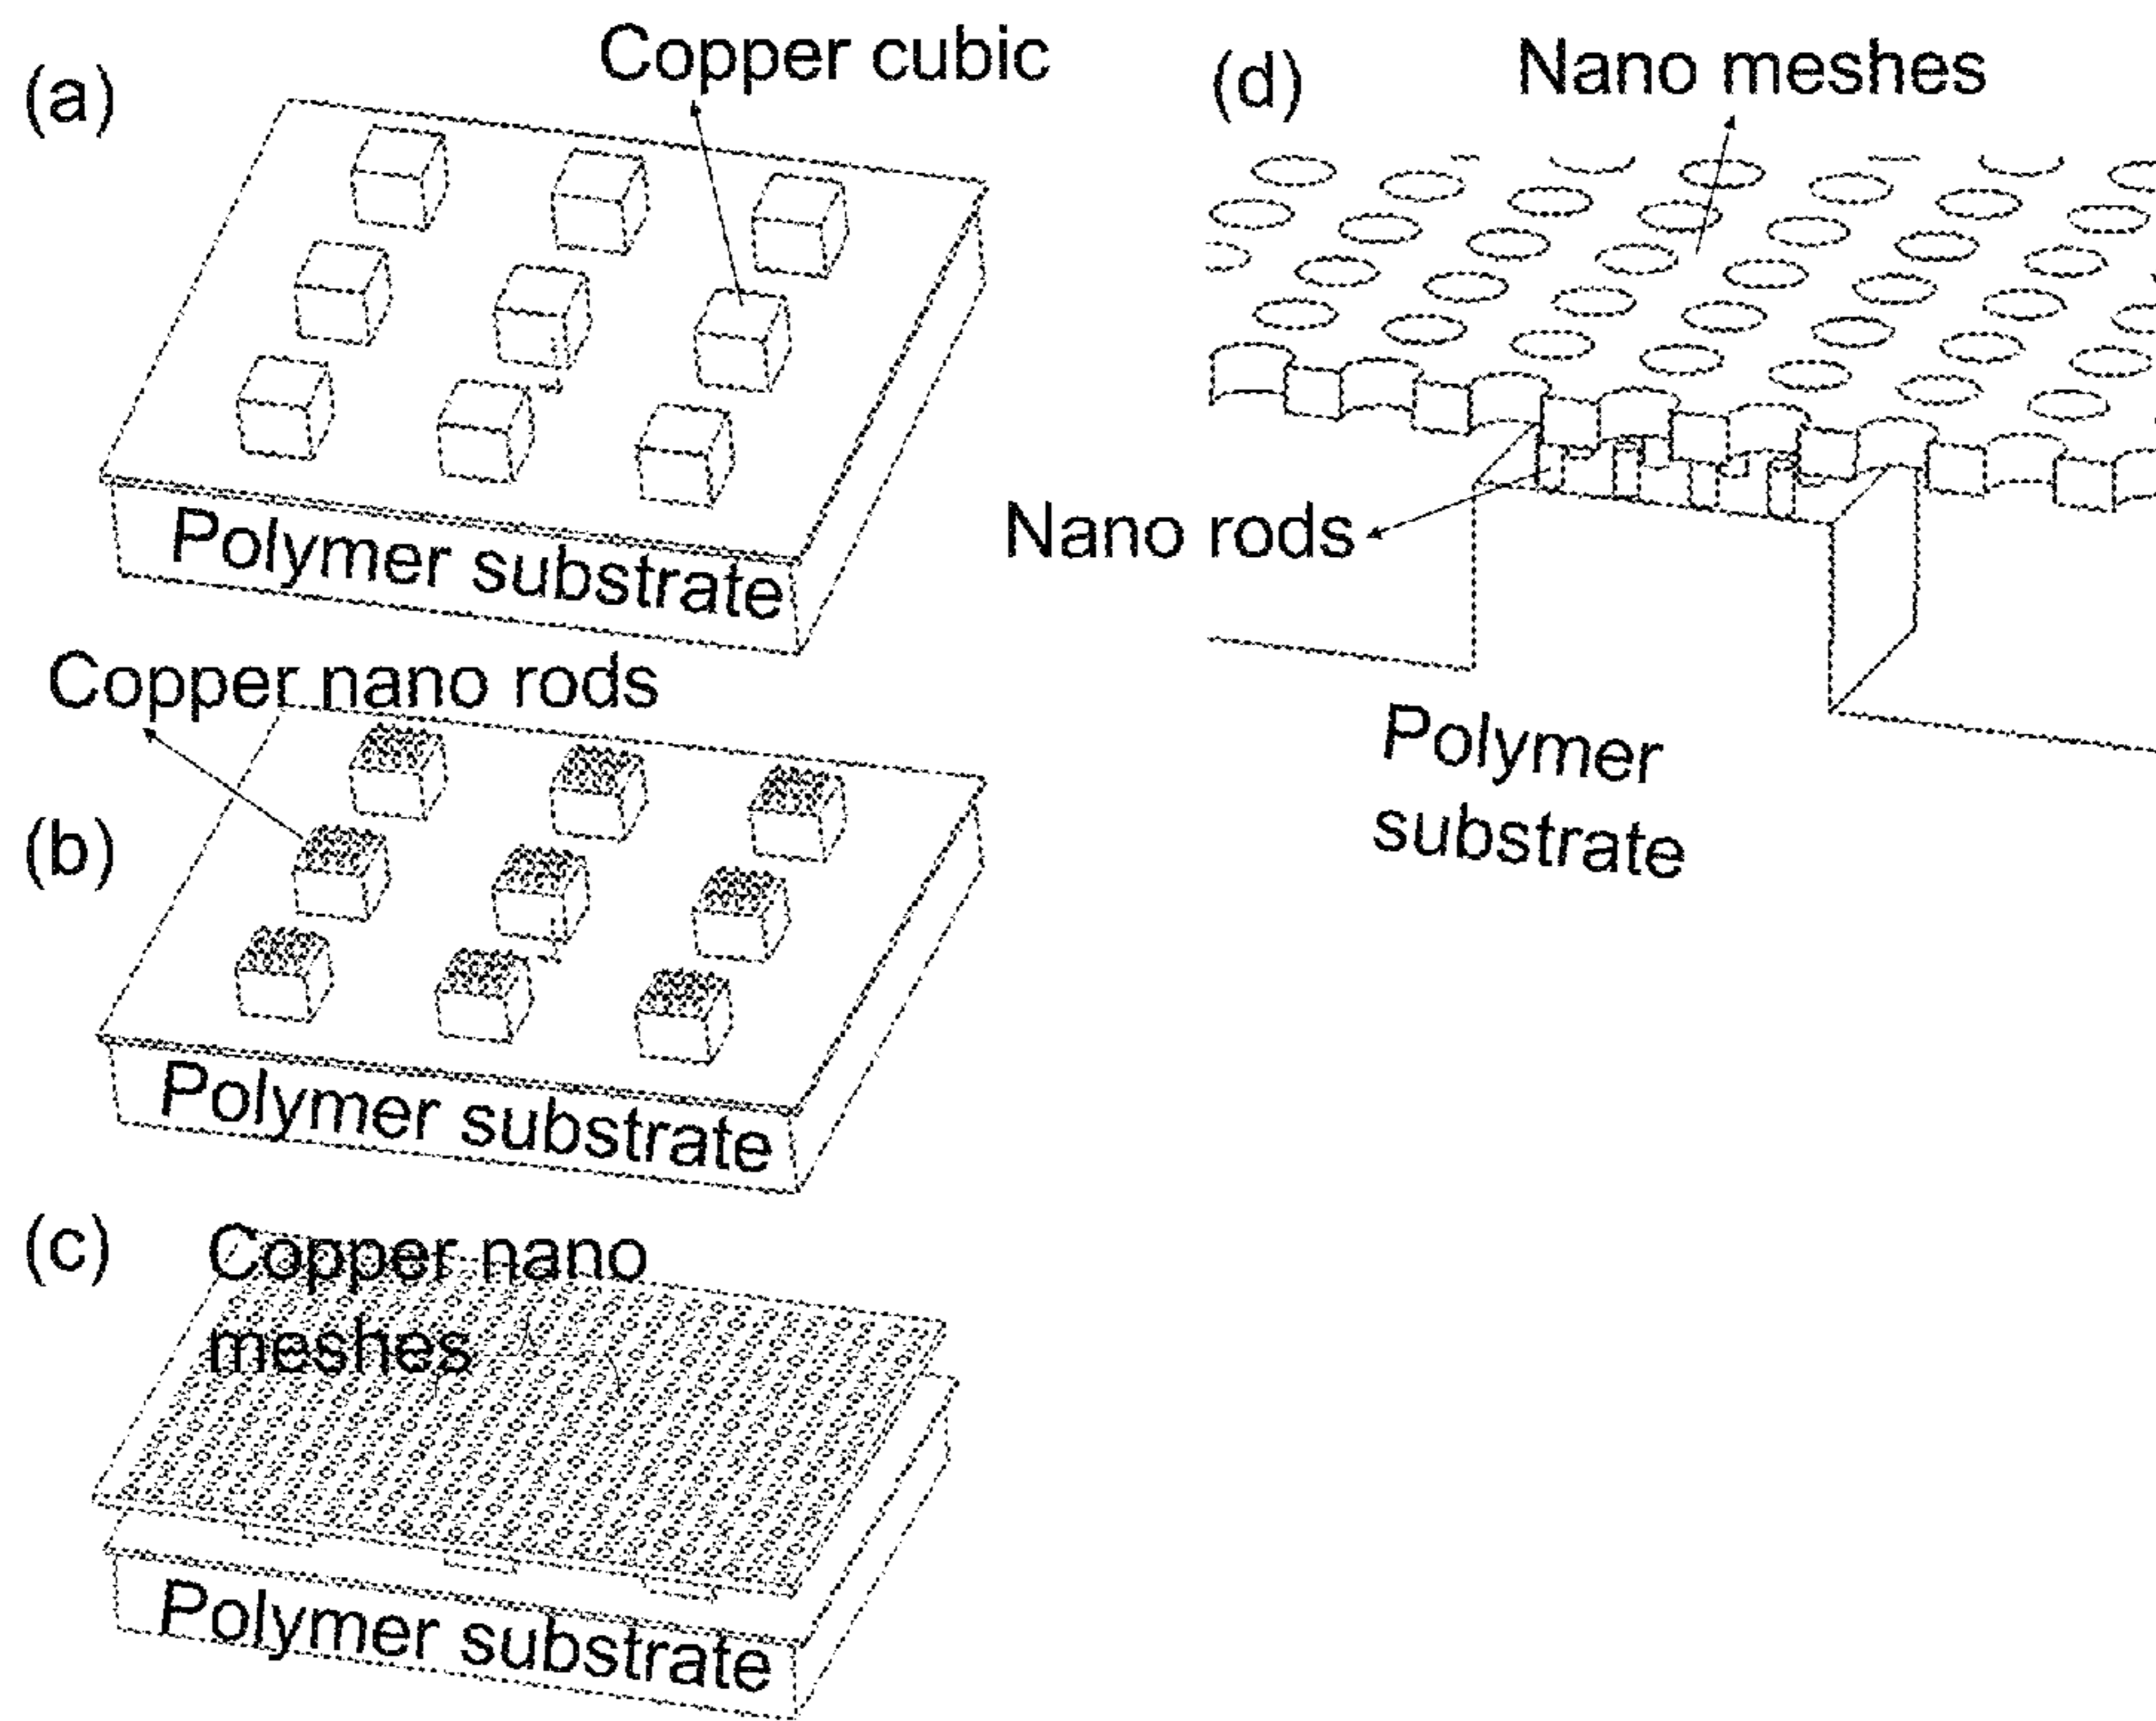 (a)
Copper cubic
Polymer substrate
Copper nano rods
(b)
Polymer substrate
(c)
Copper nano
meshes
Polymer substrate
(d)
Nano meshes
Nano rods
Polymer
substrate